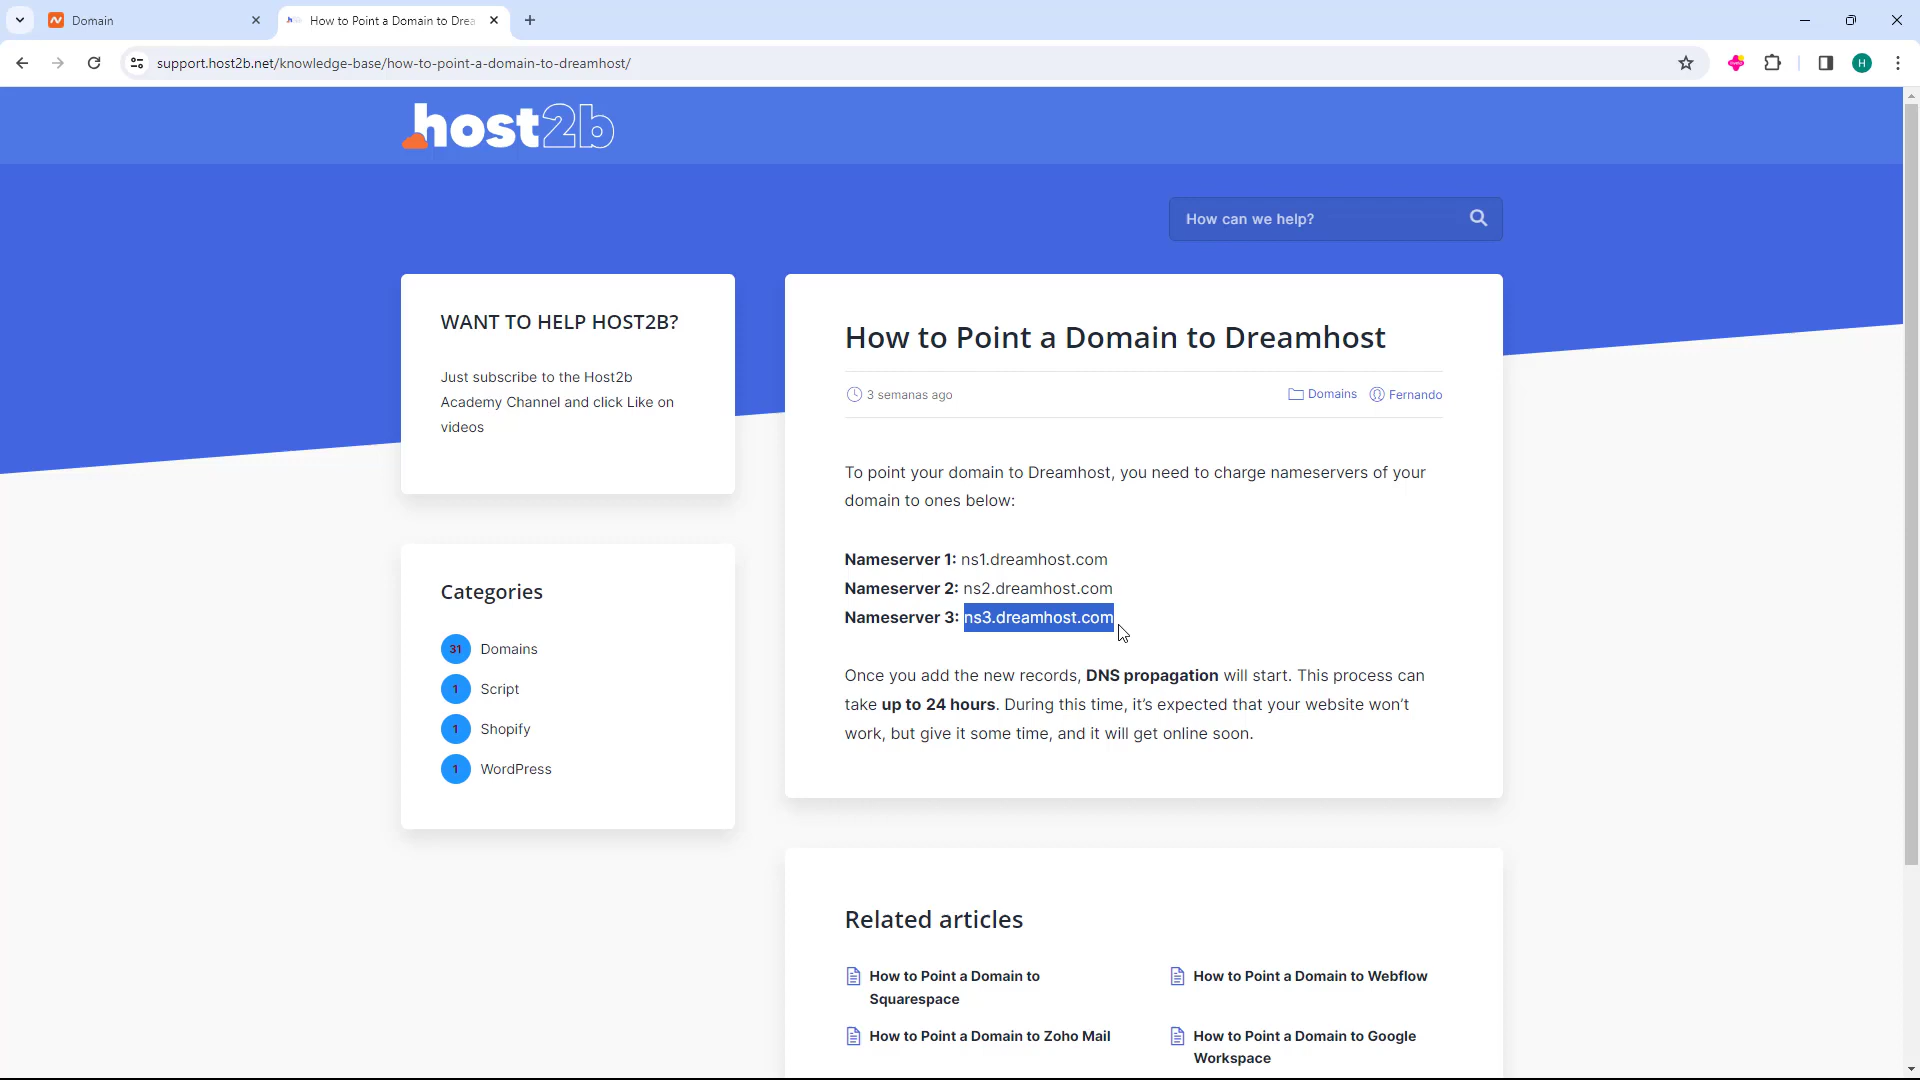 Domain
How to Point a Domain to Drea
support.host2b.net/knowledge-base/how-to-point-a-domain-to-dreamhost/
H
host2b
How can we help?
WANT TO HELP HOST2B?
Just subscribe to the Host2b
Academy Channel and click Like on
videos
Categories
31 Domains
1 Script
1 Shopify
1 WordPress
How to Point a Domain to Dreamhost
3 semanas ago
Domains
Fernando
To point your domain to Dreamhost, you need to charge nameservers of your
domain to ones below:
Nameserver 1: ns1.dreamhost.com
Nameserver 2: ns2.dreamhost.com
Nameserver 3: ns3.dreamhost.com
Once you add the new records, DNS propagation will start. This process can
take up to 24 hours. During this time, it’s expected that your website won’t
work, but give it some time, and it will get online soon.
Related articles
How to Point a Domain to
Squarespace
How to Point a Domain to Webflow
How to Point a Domain to Zoho Mail
How to Point a Domain to Google
Workspace